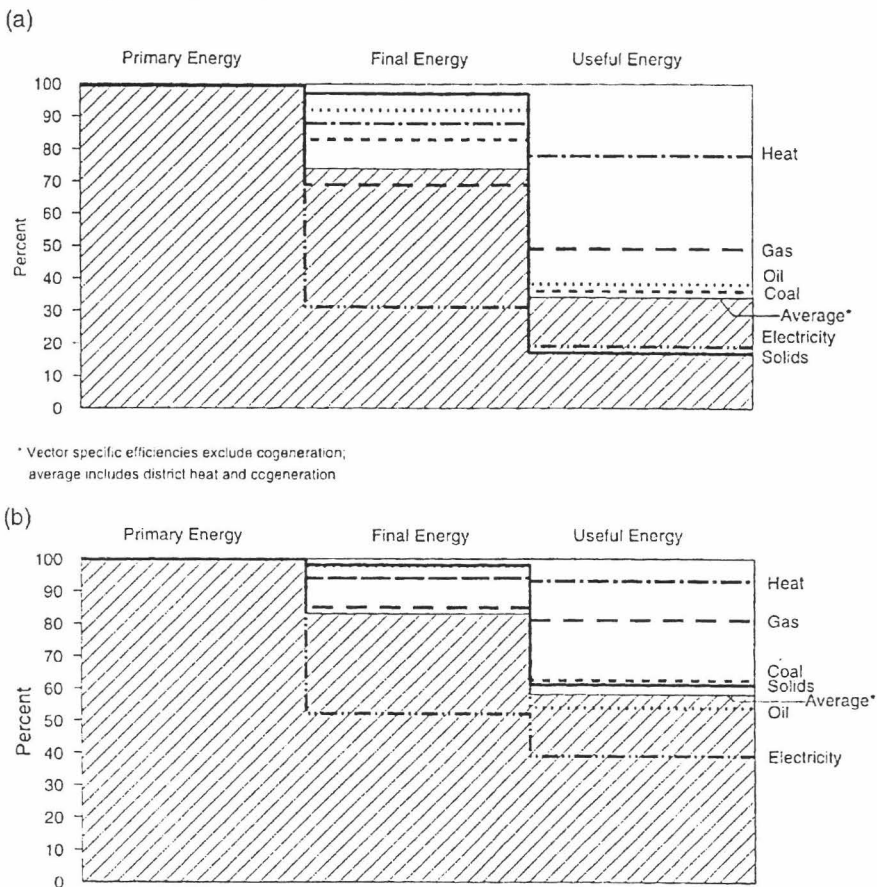 (a)
Primary Energy Final Energy Useful Energy
100
90
80
70
60
50
40
30
20
10
0
Percent
Heat
Gas
Oil
Coal
Average*
Electricity
Solids
* Vector specific efficiencies exclude cogeneration;
average includes district heat and cogeneration
(b)
Primary Energy Final Energy Useful Energy
100
90
80
70
60
50
40
30
20
10
0
Percent
Heat
Gas
Coal
Solids
Average*
Oil
Electricity